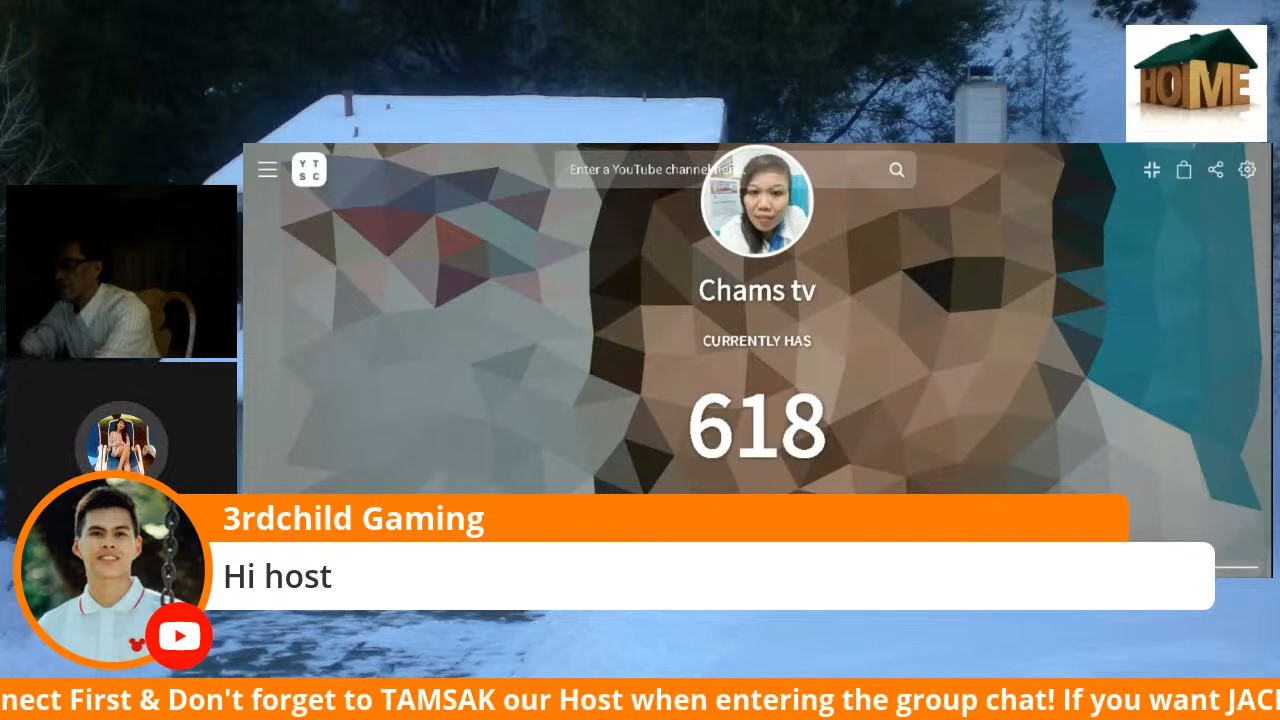 HOME
Y T
S C
Enter a YouTube channel
Chams tv
CURRENTLY HAS
618
3rdchild Gaming
Hi host
nect First & Don't forget to TAMSAK our Host when entering the group chat! If you want